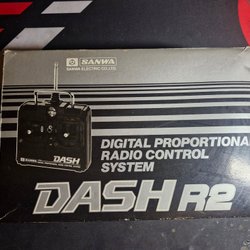 SANWA
SANWA ELECTRIC CO., LTD.
DASH
DIGITAL PROPORTIONA
RADIO CONTROL
SYSTEM
DASH R2